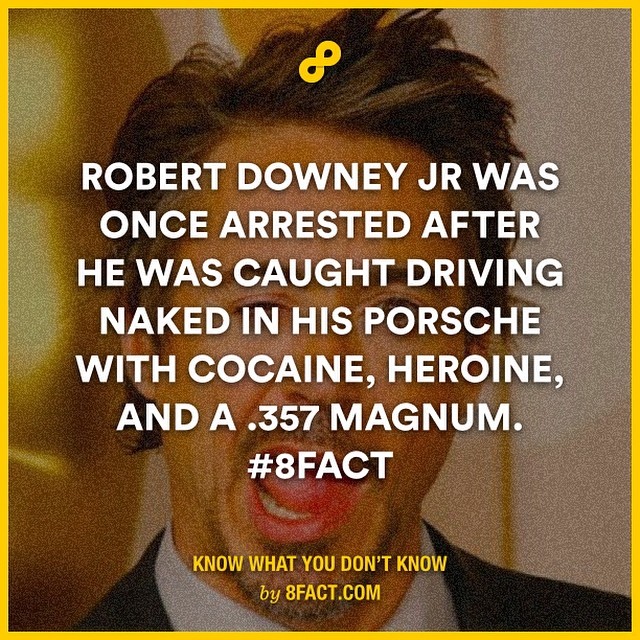 ROBERT DOWNEY JR WAS
ONCE ARRESTED AFTER
HE WAS CAUGHT DRIVING
NAKED IN HIS PORSCHE
WITH COCAINE, HEROINE,
AND A .357 MAGNUM.
#8FACT
KNOW WHAT YOU DON'T KNOW
by 8FACT.COM